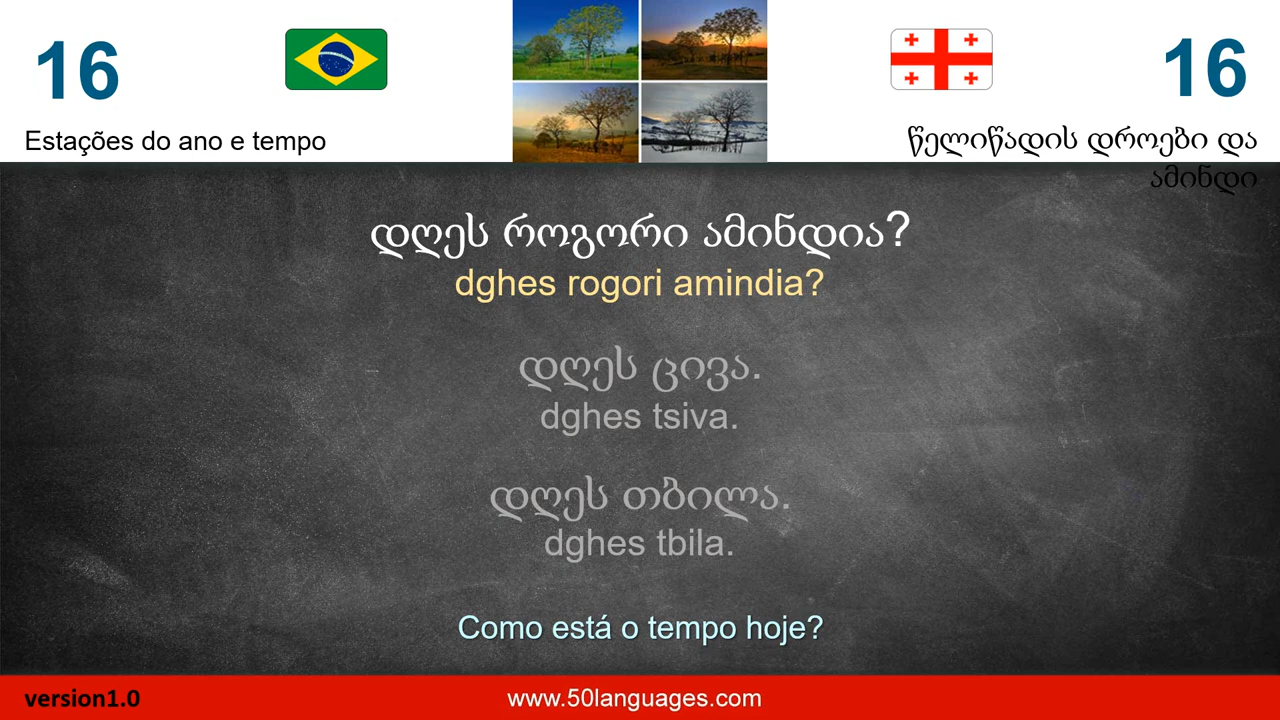 16
16
Estações do ano e tempo
წელიწადის დროები და
ამინდი
დღეს როგორი ამინდია?
dghes rogori amindia?
დღეს ცივა.
dghes tsiva.
დღეს თბილა.
dghes tbila.
Como está o tempo hoje?
version1.0
www.50languages.com